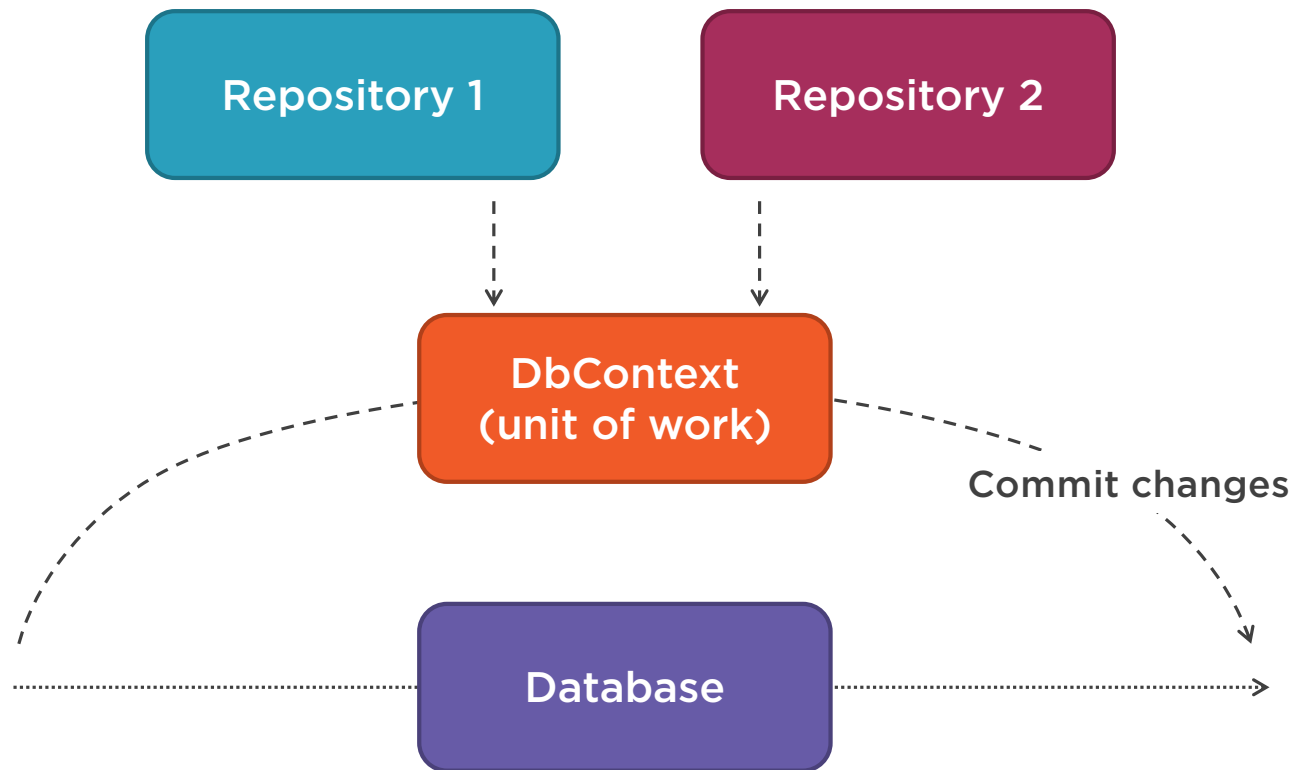 Repository 1
Repository 2
DbContext
(unit of work)
Commit changes
Database